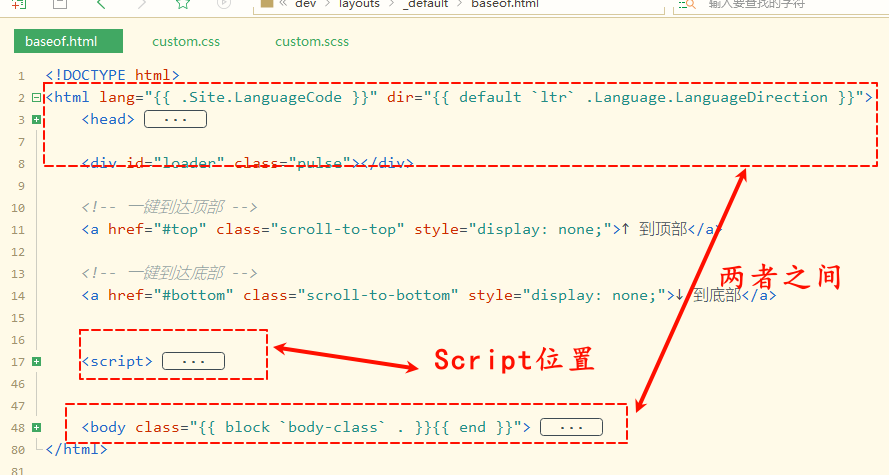 dev layouts _default baseof.html 输入要查找的字符
baseof.html custom.css custom.scss
1 <!DOCTYPE html>
2 <html lang="{{ .Site.LanguageCode }}" dir="{{ default `ltr` .Language.LanguageDirection }}">
3 <head> ...
7
8 <div id="loader" class="pulse"></div>
9
10 <!-- 一键到达顶部 -->
11 <a href="#top" class="scroll-to-top" style="display: none;">↑ 到顶部</a>
12
13 <!-- 一键到达底部 -->
14 <a href="#bottom" class="scroll-to-bottom" style="display: none;">↓ 到底部</a>
两者之间
15
16
17 <script> ...
Script位置
46
47
48 <body class="{{ block `body-class` . }}{{ end }}"> ...
80 </html>
81